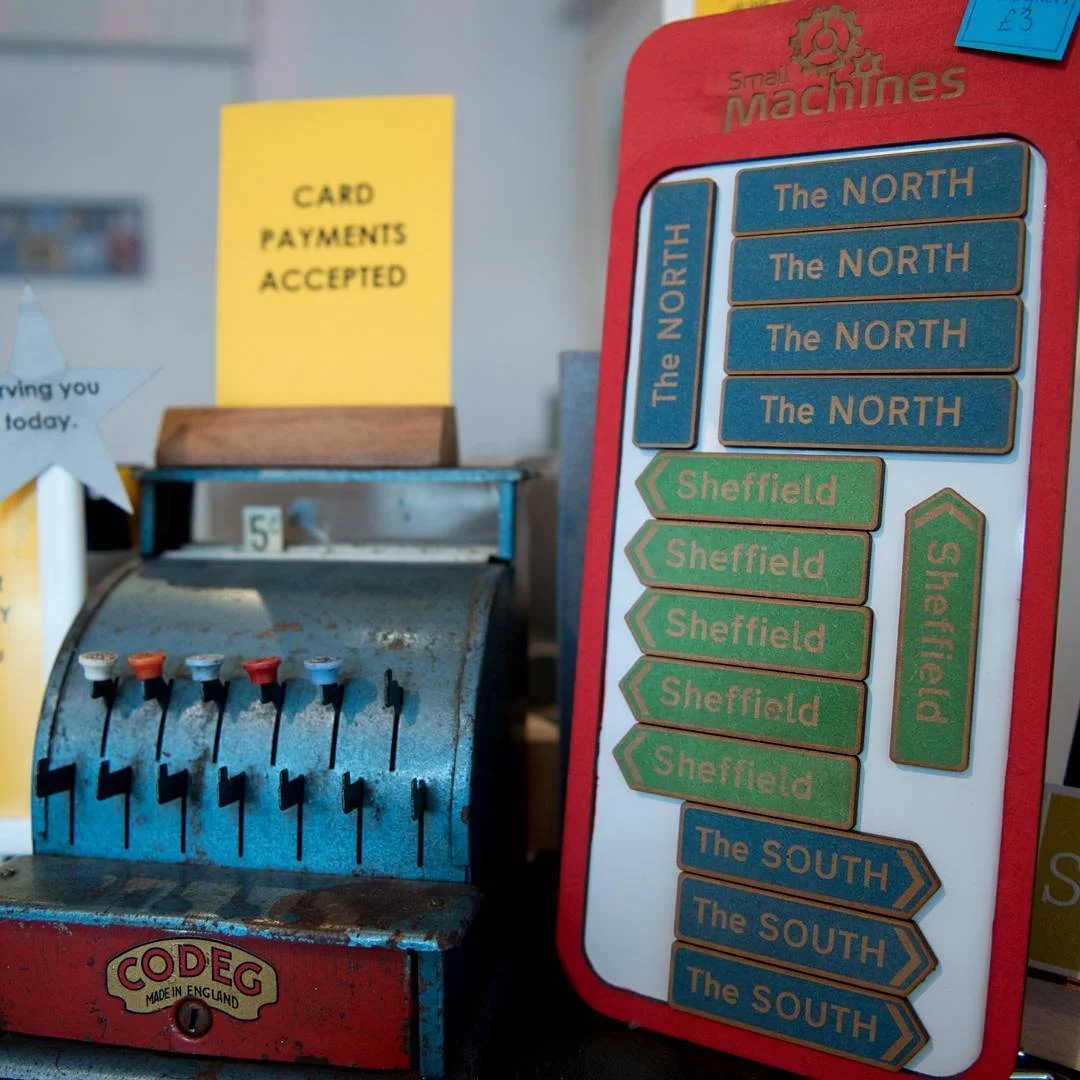 CARD
PAYMENTS
ACCEPTED
rving you
today.
5¢
CODEG
MADE IN ENGLAND
£3
Small
Machines
The NORTH
The NORTH
The NORTH
The NORTH
The NORTH
Sheffield
Sheffield
Sheffield
Sheffield
Sheffield
Sheffield
The SOUTH
The SOUTH
The SOUTH
S